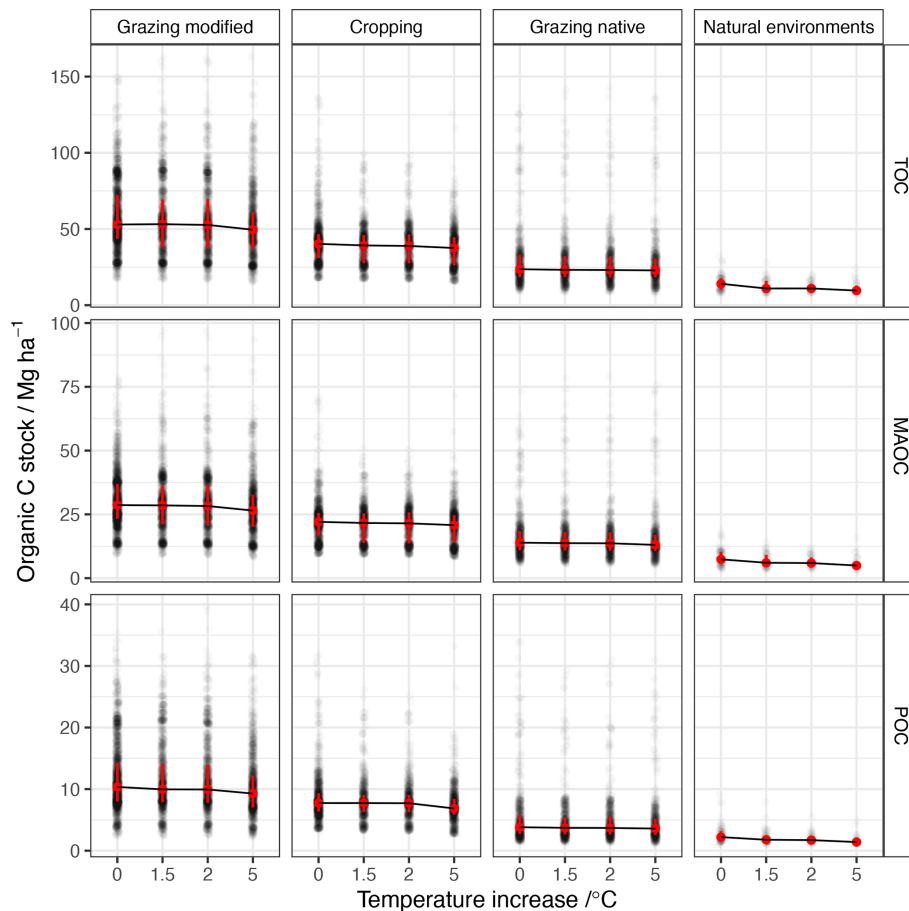 Grazing modified Cropping Grazing native Natural environments
150
100
50
0
TOC
100
75
50
25
0
MAOC
40
30
20
10
0
POC
Organic C stock / Mg ha⁻¹
0 1.5 2 5 0 1.5 2 5 0 1.5 2 5 0 1.5 2 5
Temperature increase /°C